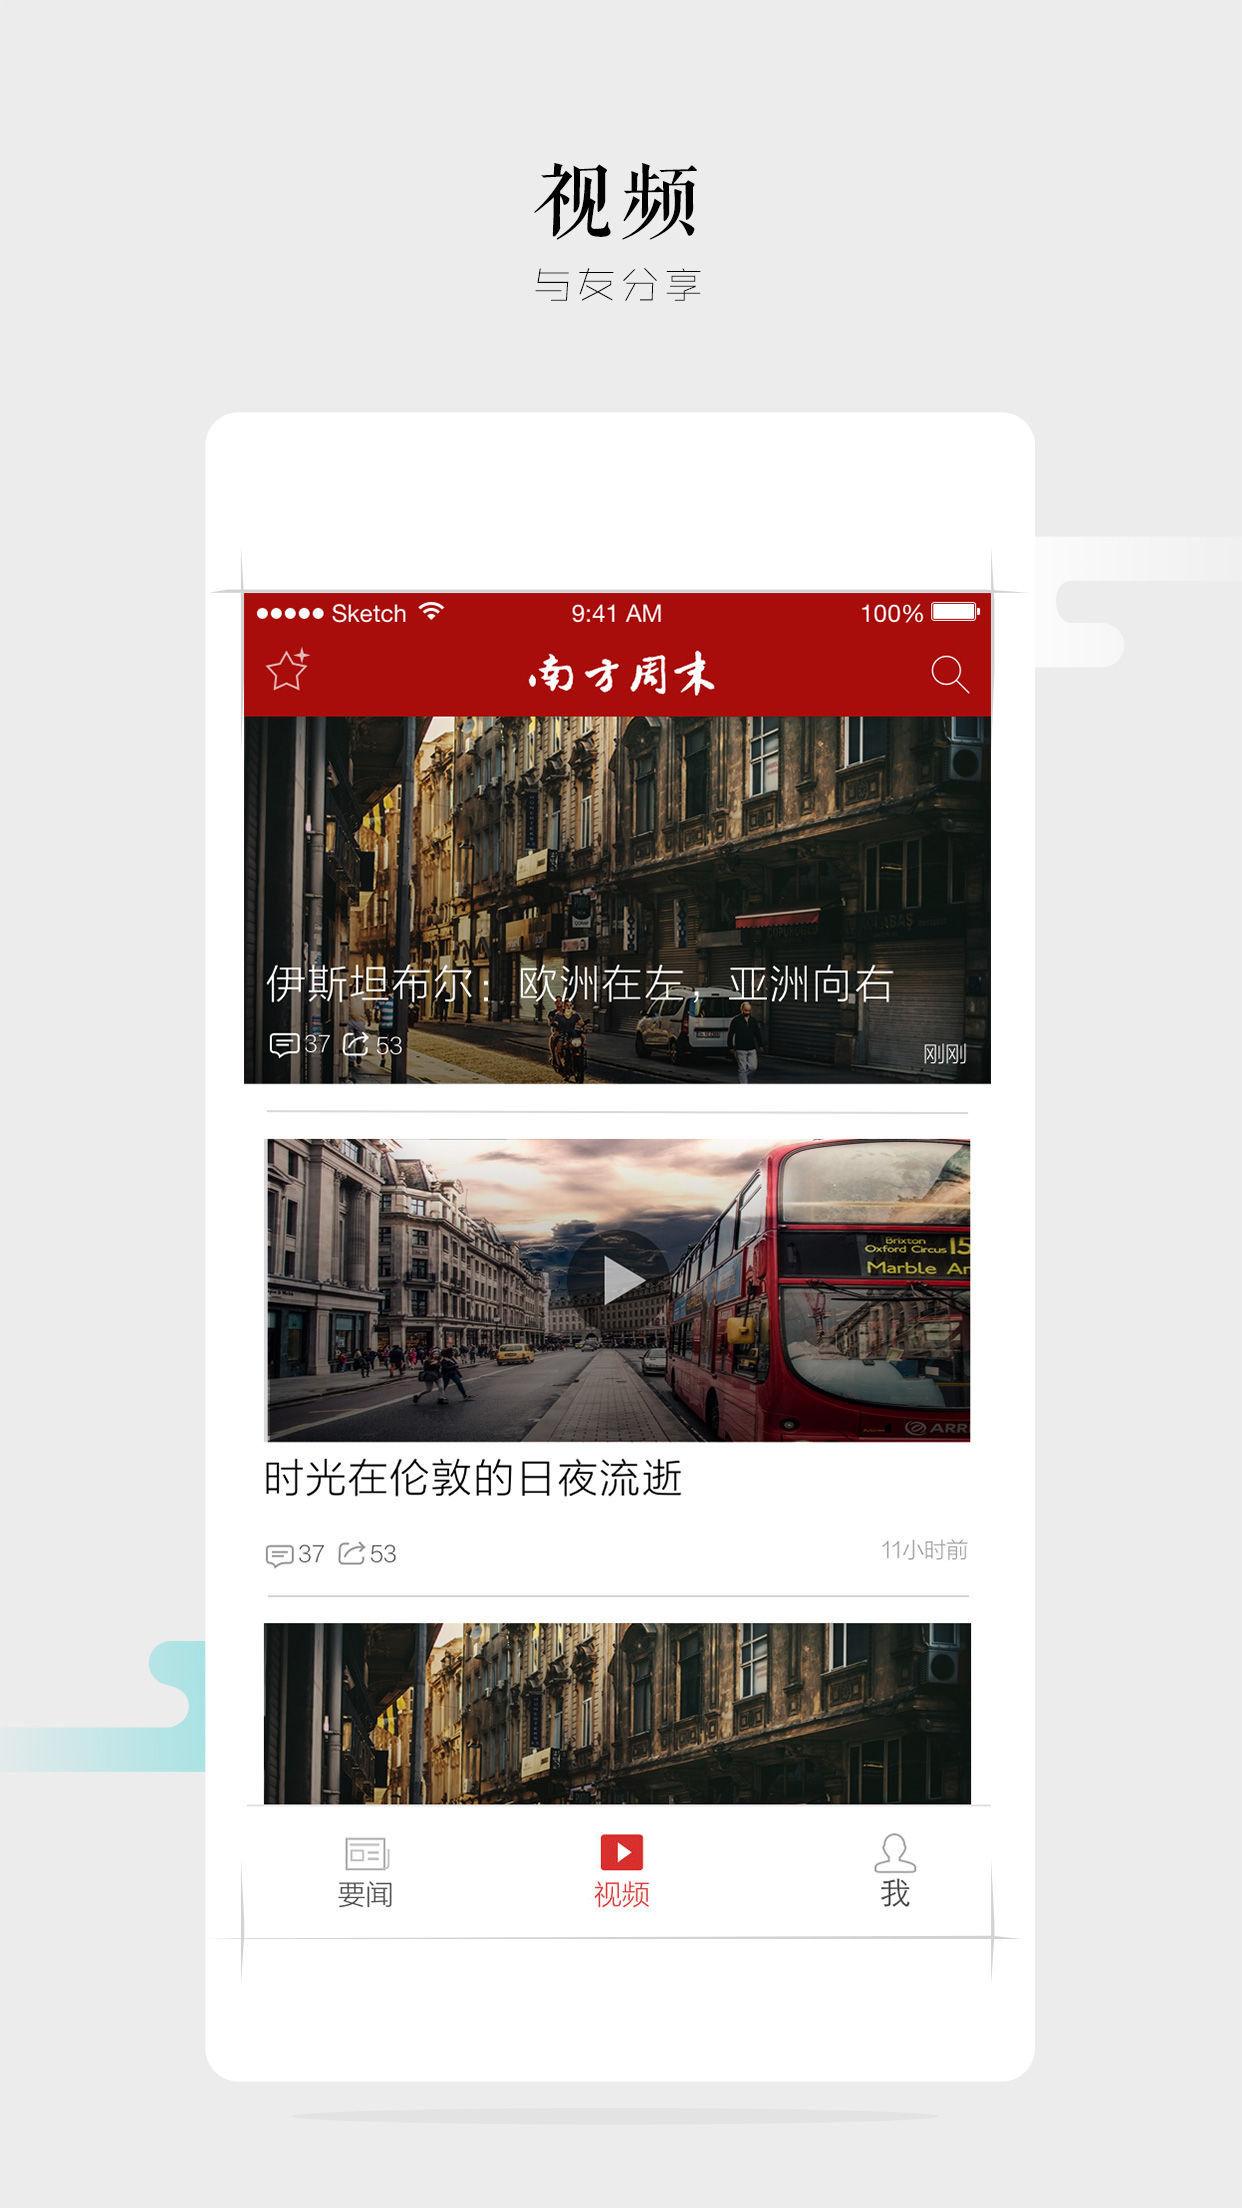 视频
与友分享
Sketch 9:41 AM 100%
南方周末
伊斯坦布尔：欧洲在左，亚洲向右
37 53 刚刚
Brixton
Oxford Circus 15
Marble Ar
ARR
时光在伦敦的日夜流逝
37 53 11小时前
要闻 视频 我